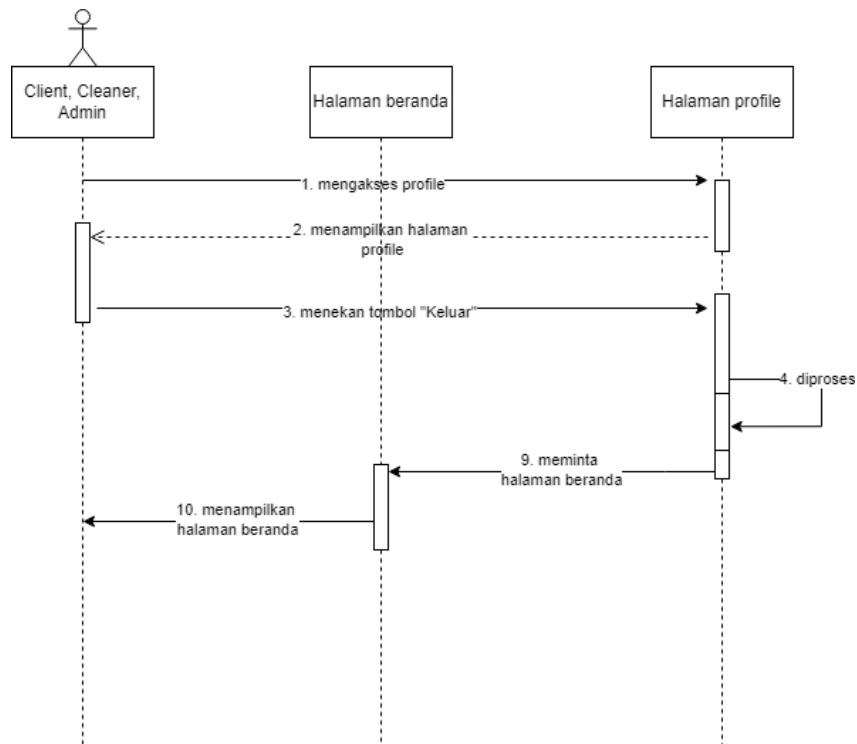 Client, Cleaner,
Admin
Halaman beranda
Halaman profile
1. mengakses profile
2. menampilkan halaman
profile
3. menekan tombol "Keluar"
4. diproses
9. meminta
halaman beranda
10. menampilkan
halaman beranda